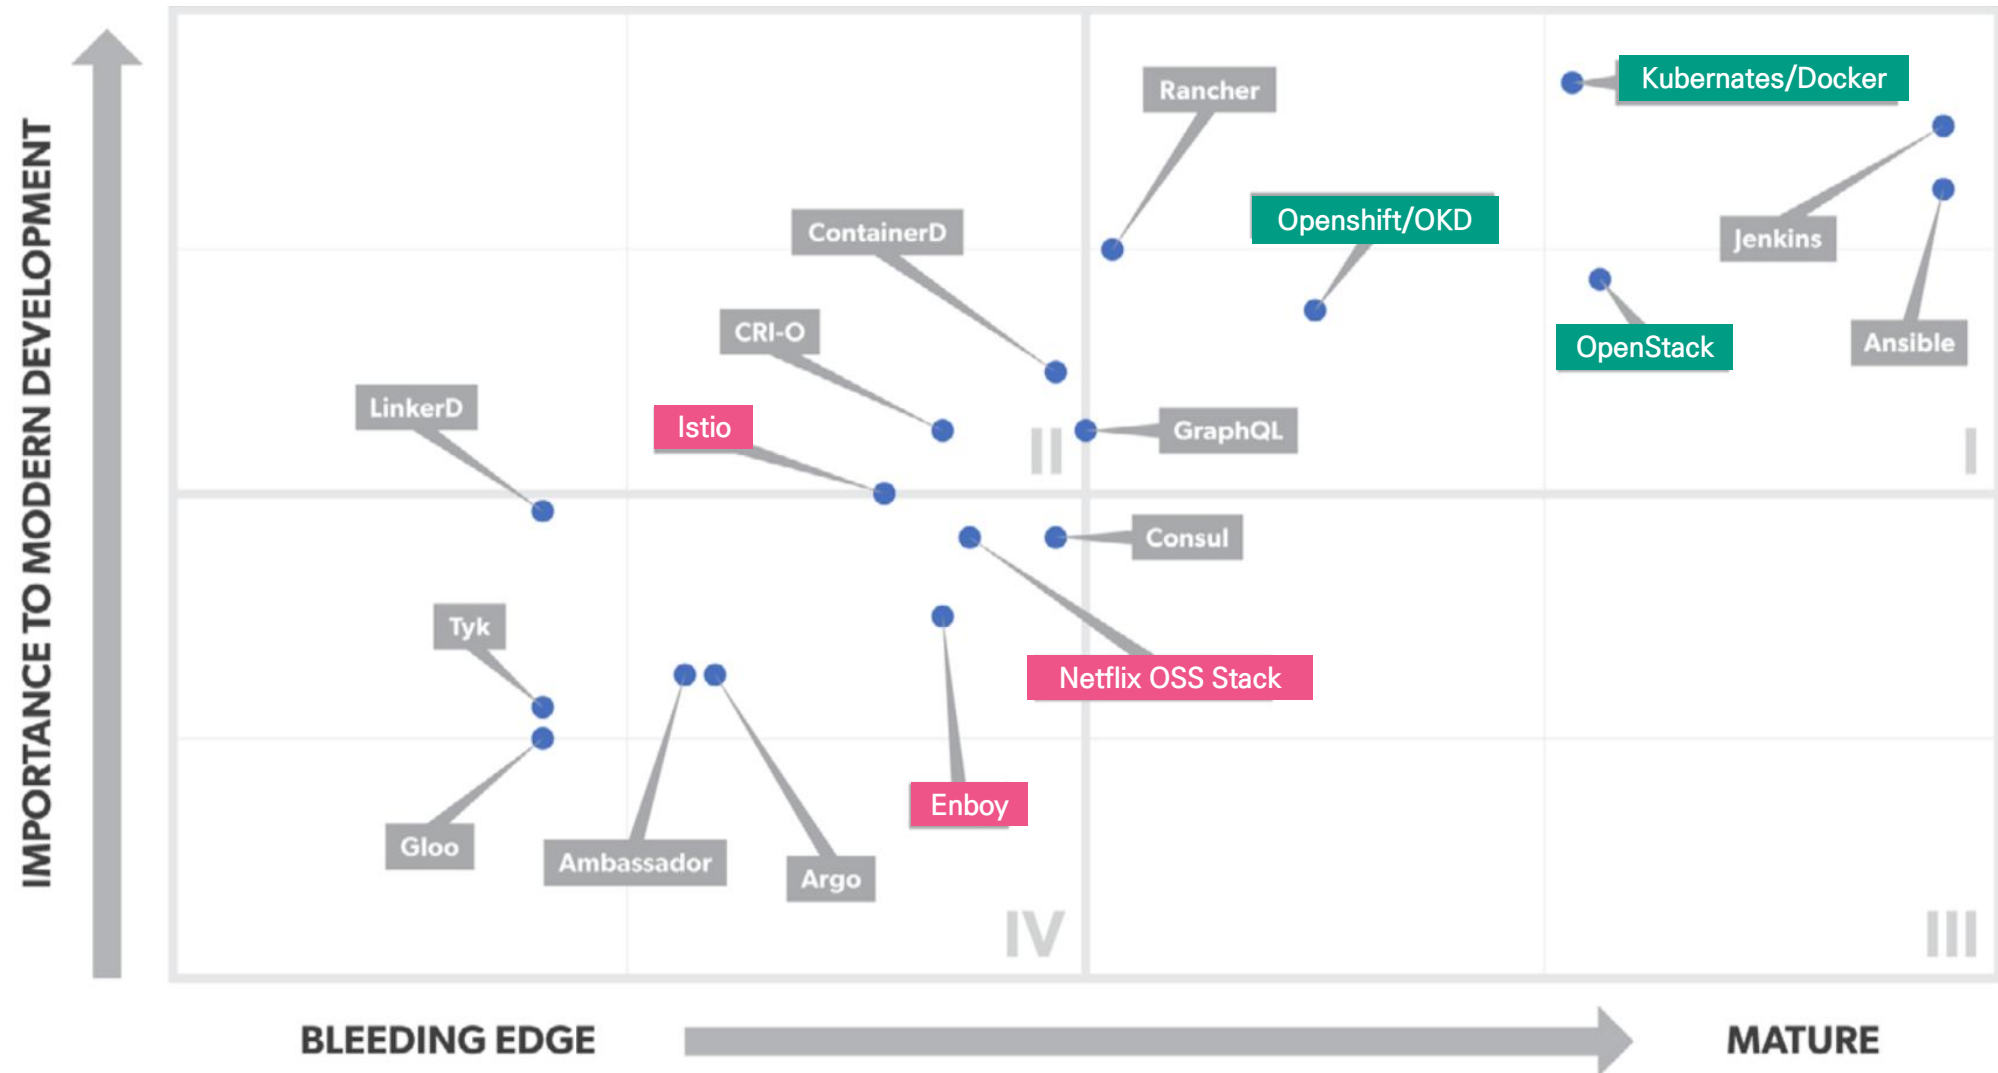 IMPORTANCE TO MODERN DEVELOPMENT
Kubernates/Docker
Rancher
Openshift/OKD
ContainerD
Jenkins
CRI-O
OpenStack
Ansible
LinkerD
Istio
GraphQL
II
I
Consul
Tyk
Netflix OSS Stack
Enboy
Gloo
Ambassador
Argo
IV
III
BLEEDING EDGE
MATURE